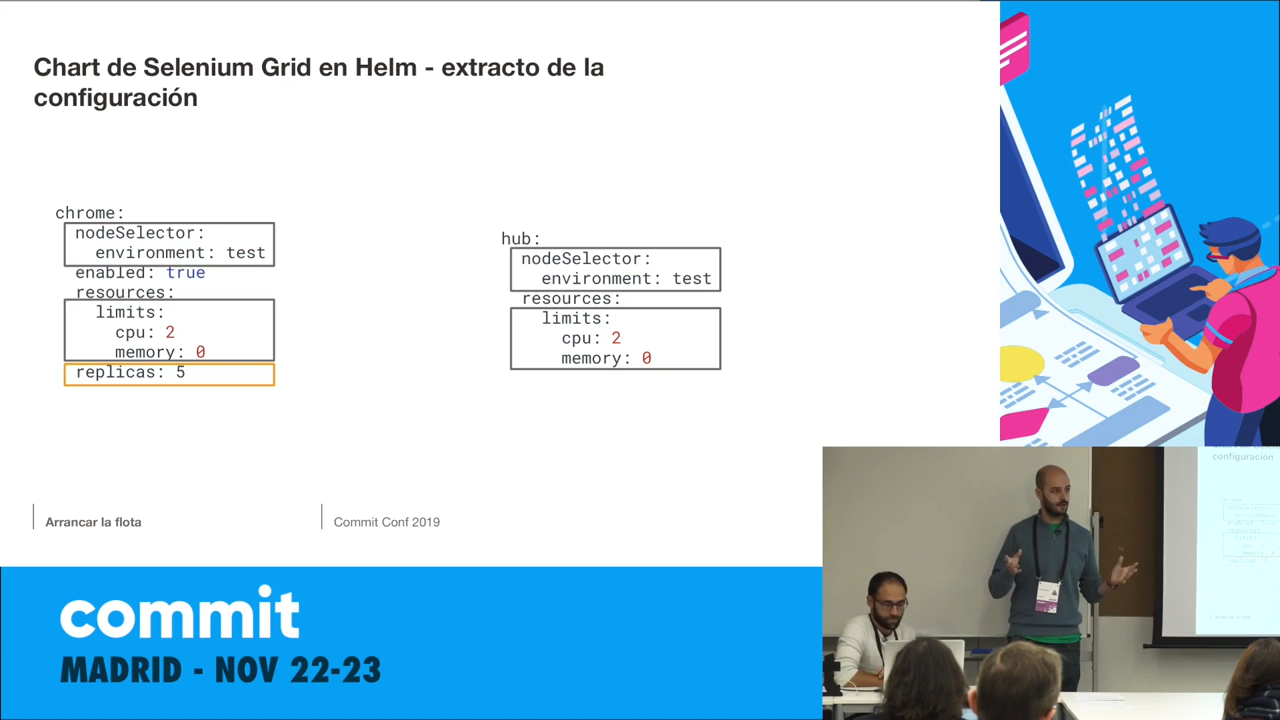 Chart de Selenium Grid en Helm - extracto de la
configuración
chrome:
nodeSelector:
environment: test
enabled: true
resources:
limits:
cpu: 2
memory: 0
replicas: 5
hub:
nodeSelector:
environment: test
resources:
limits:
cpu: 2
memory: 0
Arrancar la flota
Commit Conf 2019
configuración
commit
MADRID - NOV 22-23